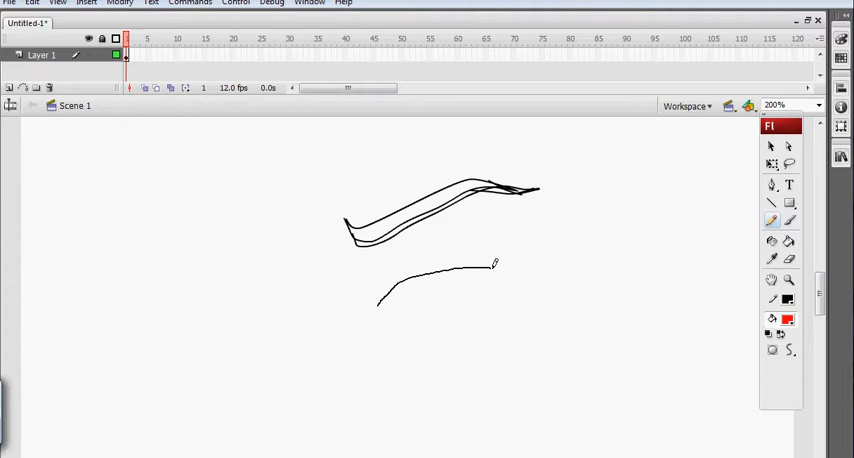 File Edit View Insert Modify Text Commands Control Debug Window Help
Untitled-1*
5 10 15 20 25 30 35 40 45 50 55 60 65 70 75 80 85 90 95 100 105 110 115 120
Layer 1
1 12.0 fps 0.0s
Scene 1 Workspace 200%
Fl
T